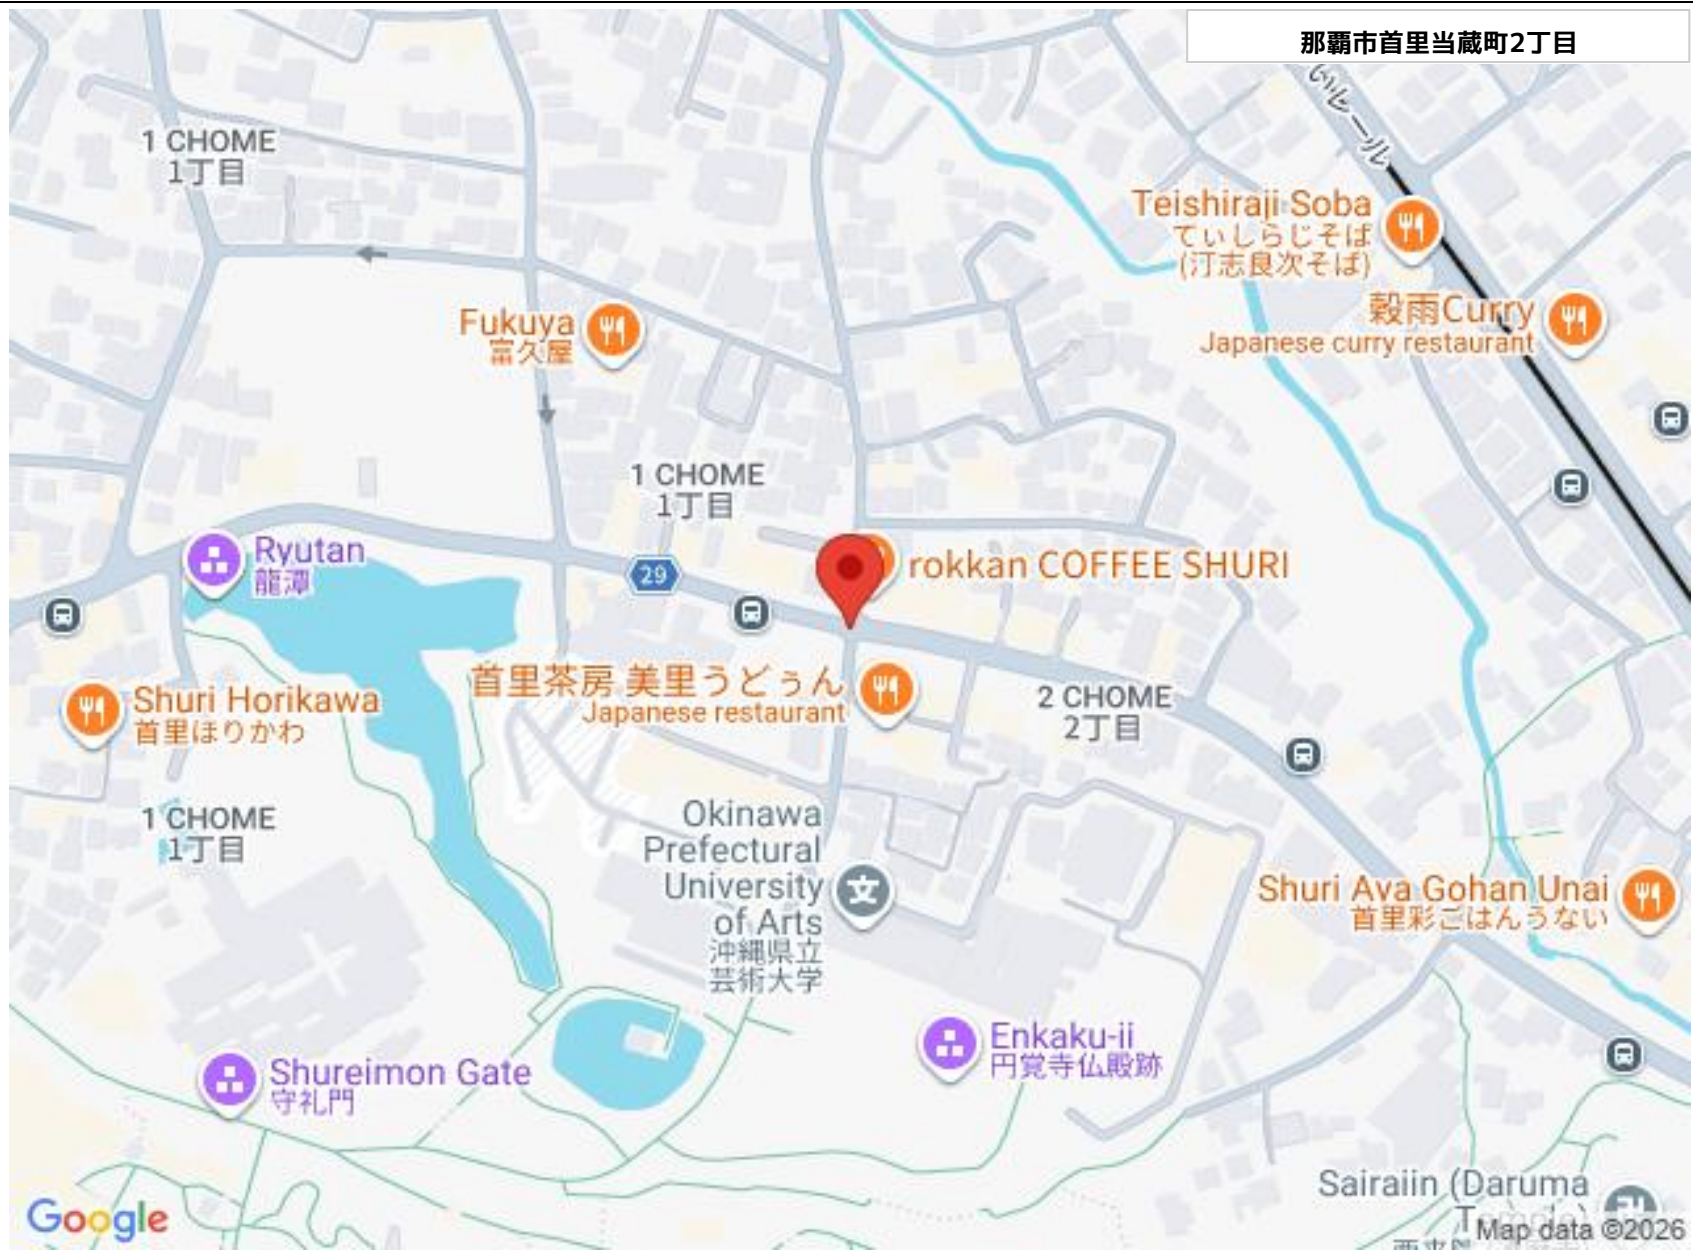 那覇市首里当蔵町2丁目
いレール
1 CHOME
1丁目
Teishiraji Soba
てぃしらじそば
(汀志良次そば)
穀雨Curry
Japanese curry restaurant
Fukuya
富久屋
1 CHOME
1丁目
Ryutan
龍潭
29
rokkan COFFEE SHURI
Shuri Horikawa
首里ほりかわ
首里茶房 美里うどぅん
Japanese restaurant
2 CHOME
2丁目
1 CHOME
1丁目
Okinawa
Prefectural
University
of Arts
沖縄県立
芸術大学
文
Shuri Aya Gohan Unai
首里彩ごはんうない
Enkaku-ji
円覚寺仏殿跡
Shureimon Gate
守礼門
Sairaiin (Daruma
Google
Map data ©2026